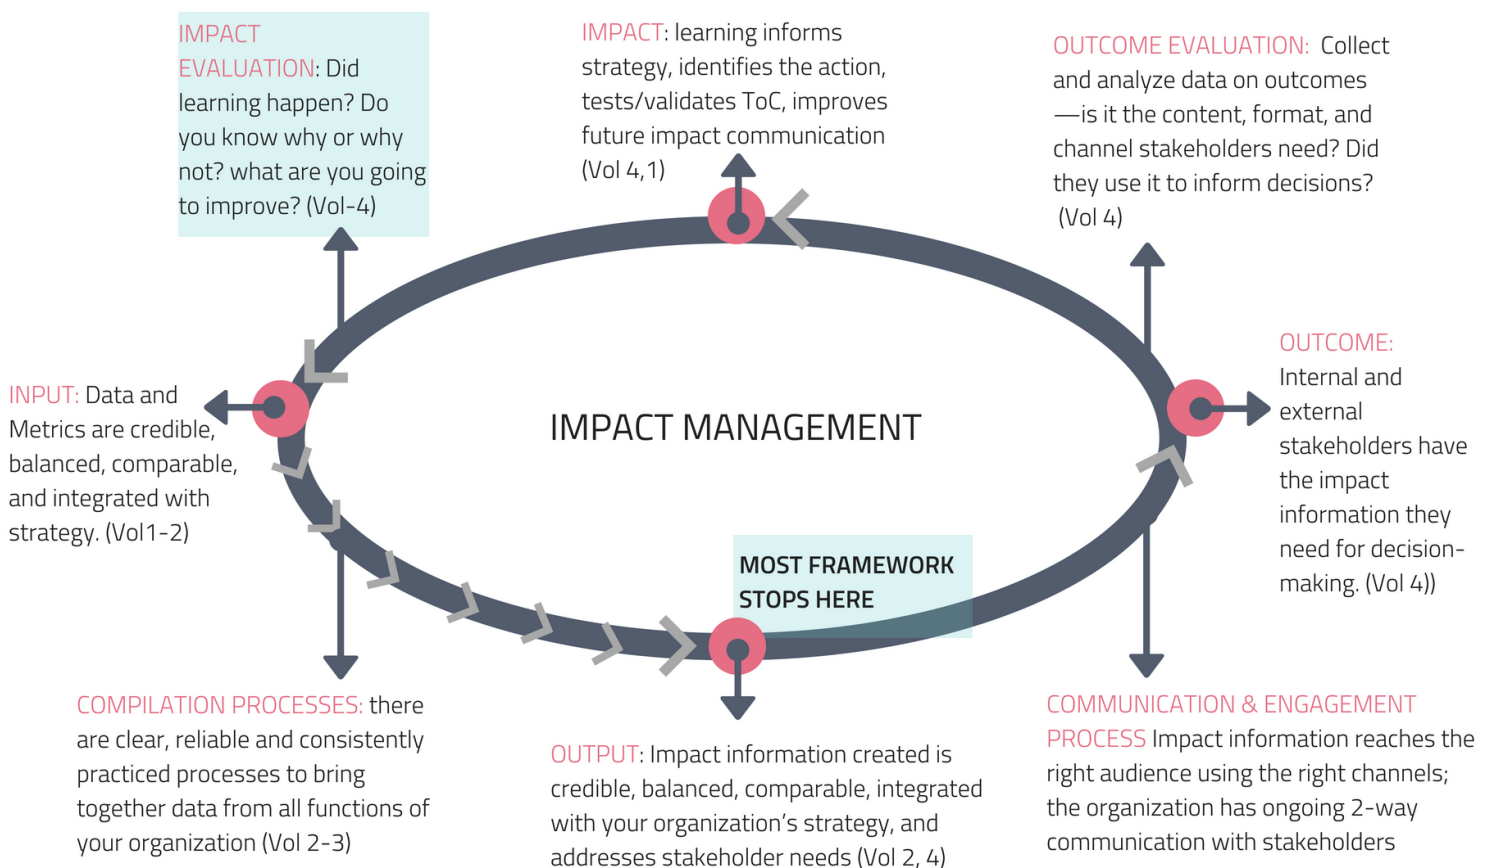 IMPACT
EVALUATION: Did
learning happen? Do
you know why or why
not? what are you going
to improve? (Vol-4)
IMPACT: learning informs
strategy, identifies the action,
tests/validates ToC, improves
future impact communication
(Vol 4,1)
OUTCOME EVALUATION: Collect
and analyze data on outcomes
—is it the content, format, and
channel stakeholders need? Did
they use it to inform decisions?
(Vol 4)
INPUT: Data and
Metrics are credible,
balanced, comparable,
and integrated with
strategy. (Vol1-2)
IMPACT MANAGEMENT
OUTCOME:
Internal and
external
stakeholders have
the impact
information they
need for decision-
making. (Vol 4))
MOST FRAMEWORK
STOPS HERE
COMPILATION PROCESSES: there
are clear, reliable and consistently
practiced processes to bring
together data from all functions of
your organization (Vol 2-3)
OUTPUT: Impact information created is
credible, balanced, comparable, integrated
with your organization's strategy, and
addresses stakeholder needs (Vol 2, 4)
COMMUNICATION & ENGAGEMENT
PROCESS Impact information reaches the
right audience using the right channels;
the organization has ongoing 2-way
communication with stakeholders